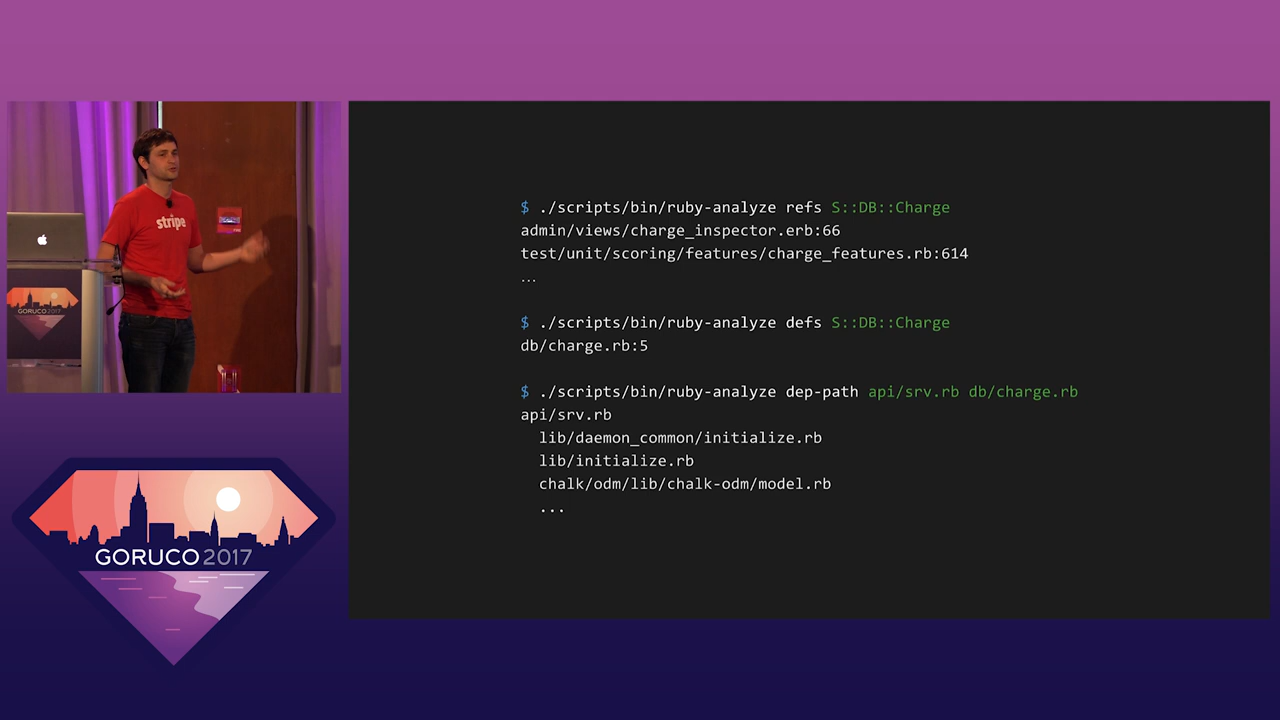 stripe
GORUCO 2017
GORUCO 2017
$ ./scripts/bin/ruby-analyze refs S::DB::Charge
admin/views/charge_inspector.erb:66
test/unit/scoring/features/charge_features.rb:614
...
$ ./scripts/bin/ruby-analyze defs S::DB::Charge
db/charge.rb:5
$ ./scripts/bin/ruby-analyze dep-path api/srv.rb db/charge.rb
api/srv.rb
lib/daemon_common/initialize.rb
lib/initialize.rb
chalk/odm/lib/chalk-odm/model.rb
...